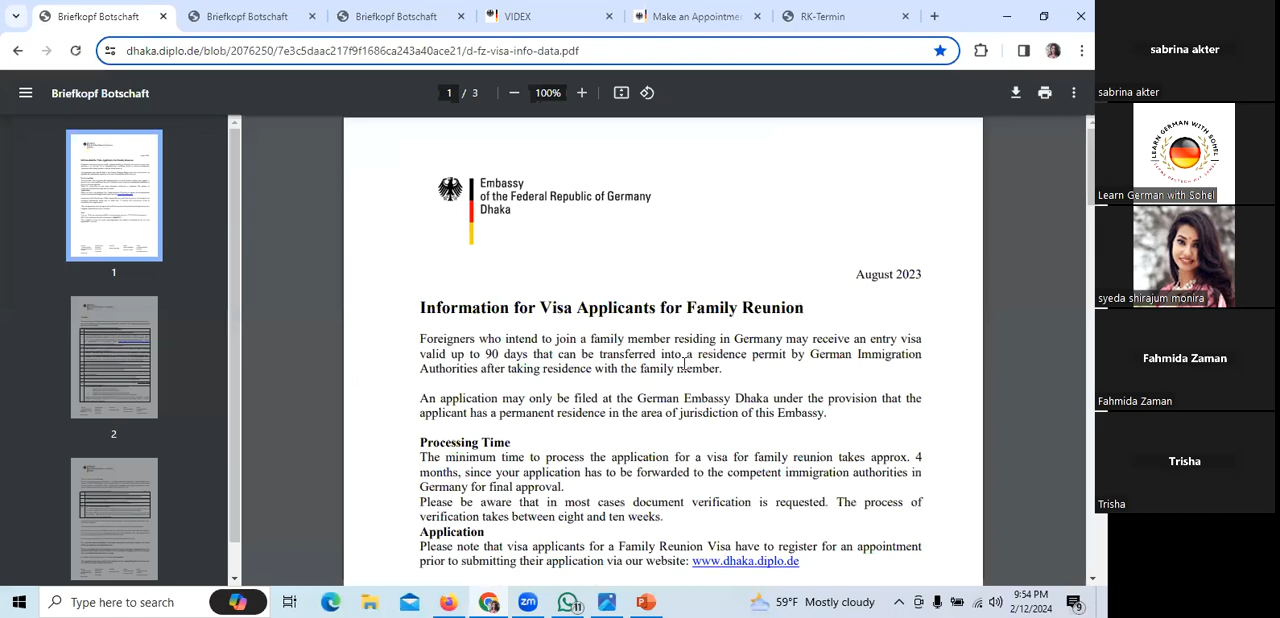 Briefkopf Botschaft
Briefkopf Botschaft
Briefkopf Botschaft
VIDEX
Make an Appointme
RK-Termin
dhaka.diplo.de/blob/2076250/7e3c5daac217f9f1686ca243a40ace21/d-fz-visa-info-data.pdf
Briefkopf Botschaft
1 / 3
100%
1
2
Embassy
of the Federal Republic of Germany
Dhaka
August 2023
Information for Visa Applicants for Family Reunion
Foreigners who intend to join a family member residing in Germany may receive an entry visa
valid up to 90 days that can be transferred into a residence permit by German Immigration
Authorities after taking residence with the family member.
An application may only be filed at the German Embassy Dhaka under the provision that the
applicant has a permanent residence in the area of jurisdiction of this Embassy.
Processing Time
The minimum time to process the application for a visa for family reunion takes approx. 4
months, since your application has to be forwarded to the competent immigration authorities in
Germany for final approval.
Please be aware that in most cases document verification is requested. The process of
verification takes between eight and ten weeks.
Application
Please note that visa applicants for a Family Reunion Visa have to register for an appointment
prior to submitting their application via our website: www.dhaka.diplo.de
sabrina akter
sabrina akter
LEARN GERMAN WITH SOHEL
Learn German with Sohel
syeda shirajum monira
Fahmida Zaman
Fahmida Zaman
Trisha
Trisha
Type here to search
zm
11
59°F Mostly cloudy
9:54 PM
2/12/2024
9